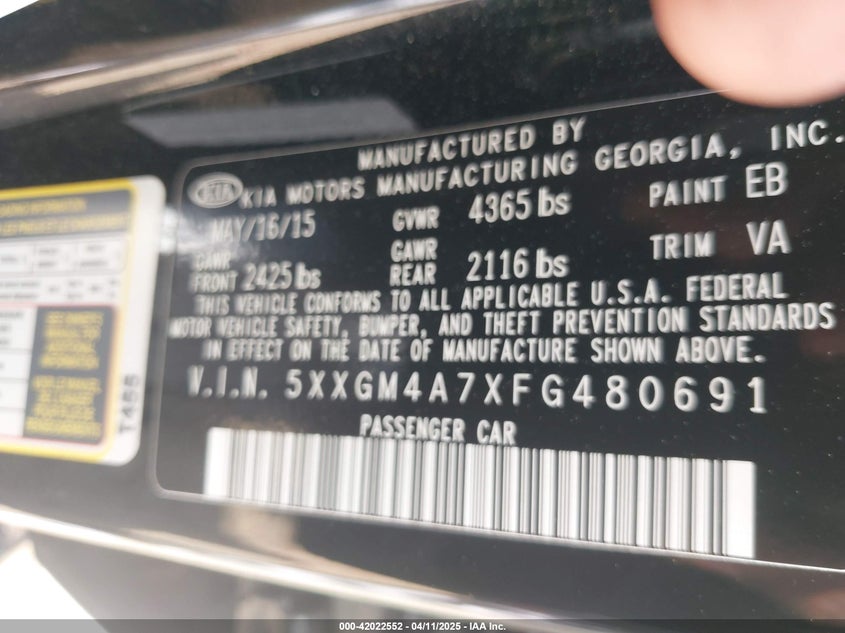 MANUFACTURED BY
KIA KIA MOTORS MANUFACTURING GEORGIA, INC.
MAY/16/15 GVWR 4365 lbs PAINT EB
GAWR FRONT 2425 lbs GAWR REAR 2116 lbs TRIM VA
THIS VEHICLE CONFORMS TO ALL APPLICABLE U.S.A. FEDERAL
MOTOR VEHICLE SAFETY, BUMPER, AND THEFT PREVENTION STANDARDS
IN EFFECT ON THE DATE OF MANUFACTURE SHOWN ABOVE.
V.I.N. 5XXGM4A7XFG480691
PASSENGER CAR
T455
000-42022552 - 04/11/2025 - IAA Inc.